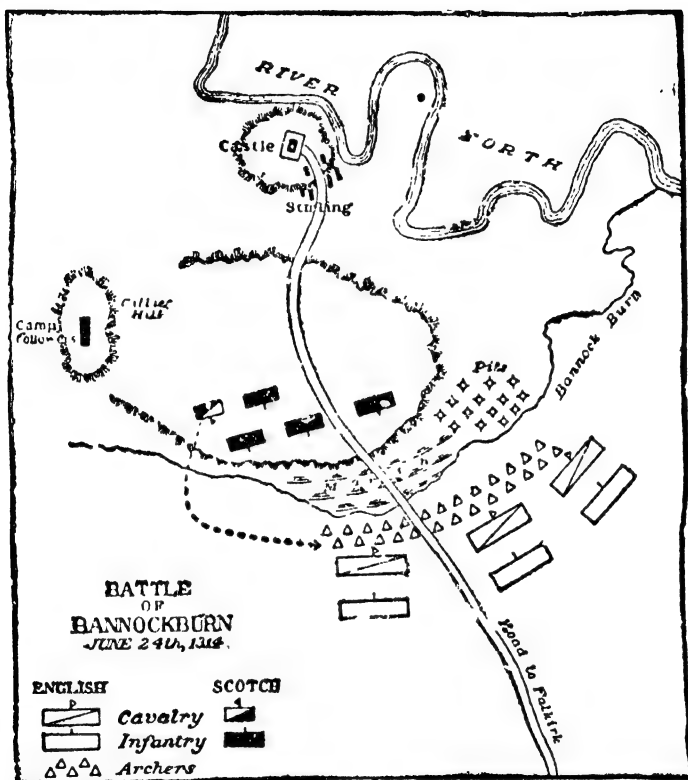 RIVER
FORTH
Castle
Stirling
Gillies
Hill
Camp
Pits
Bannock Burn
BATTLE
OF
BANNOCKBURN
JUNE 24th, 1314.
Road to Falkirk
ENGLISH SCOTCH
Cavalry
Infantry
Archers